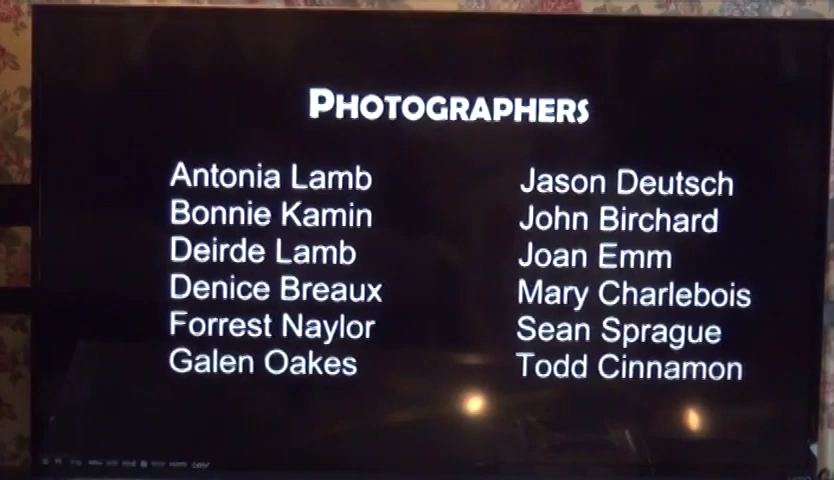 PHOTOGRAPHERS
Antonia Lamb
Bonnie Kamin
Deirde Lamb
Denice Breaux
Forrest Naylor
Galen Oakes
Jason Deutsch
John Birchard
Joan Emm
Mary Charlebois
Sean Sprague
Todd Cinnamon